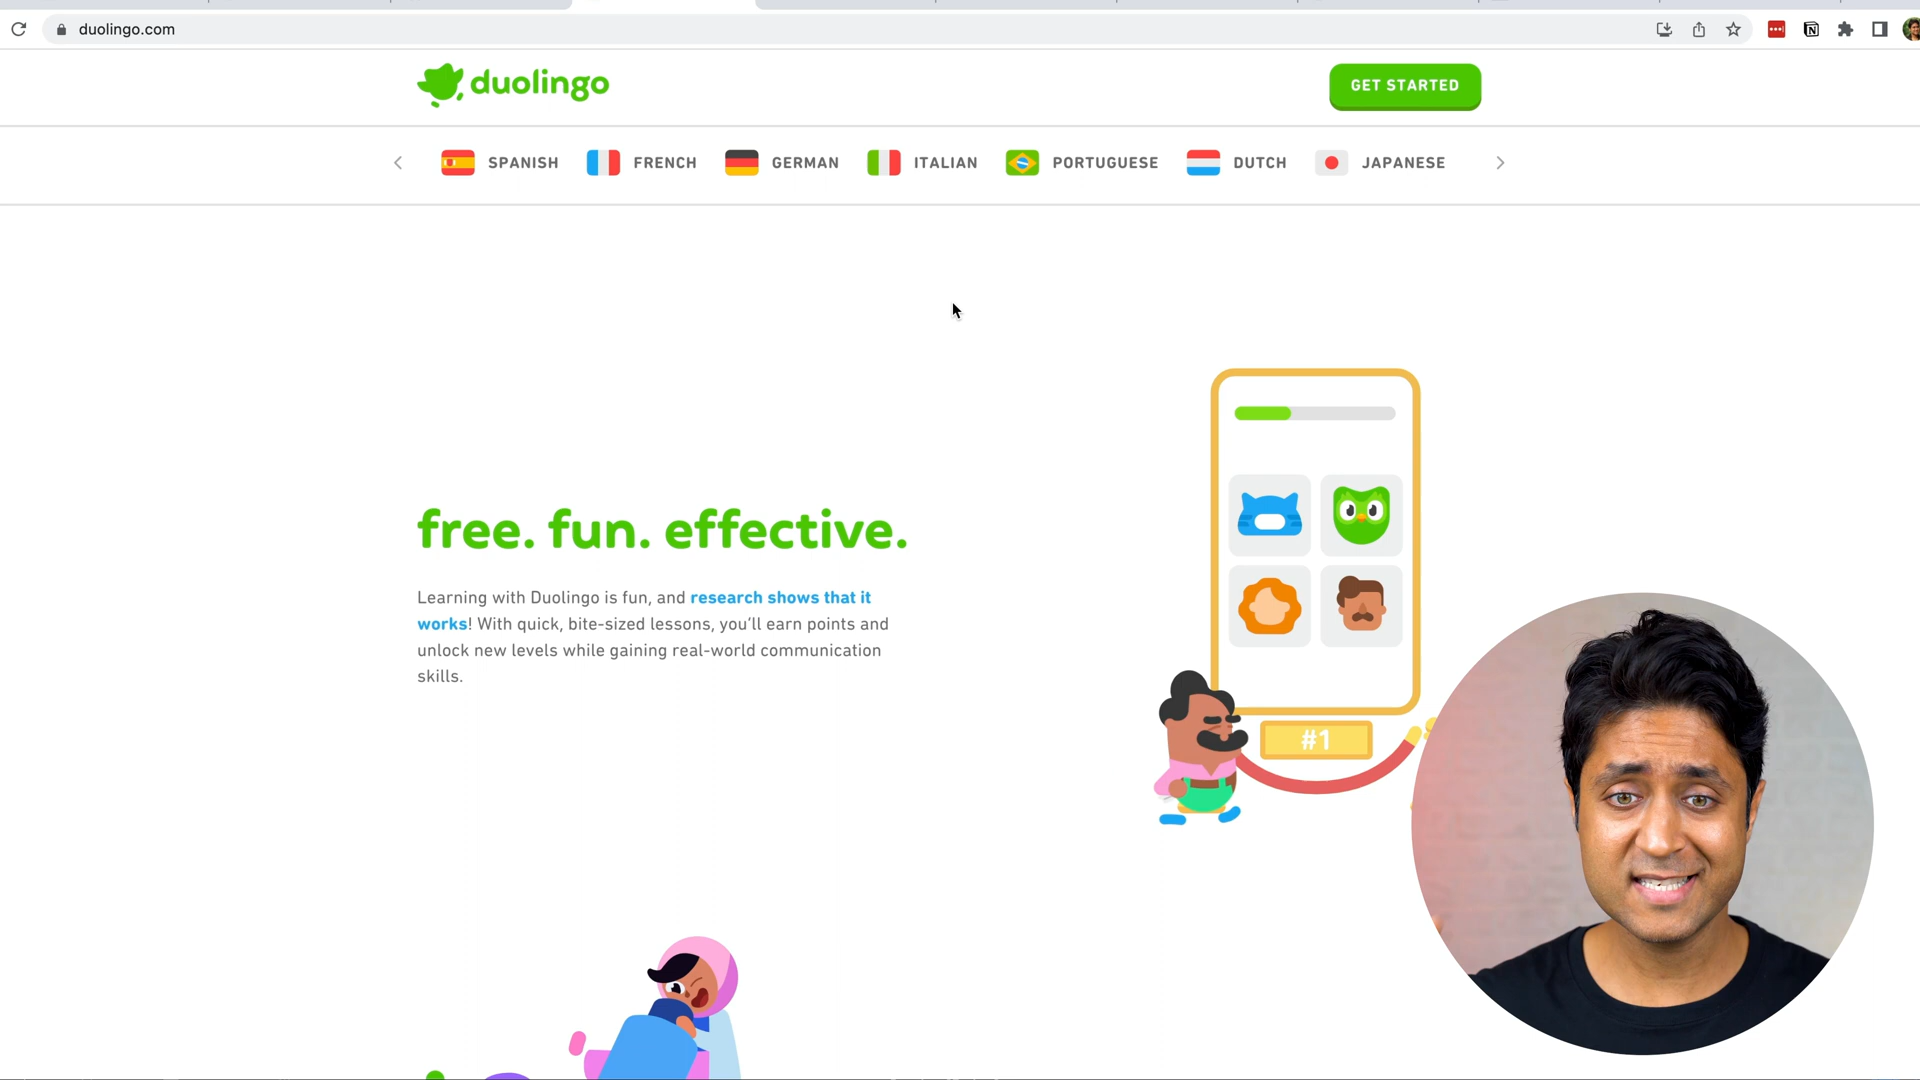 duolingo.com
duolingo
GET STARTED
SPANISH FRENCH GERMAN ITALIAN PORTUGUESE DUTCH JAPANESE
free. fun. effective.
Learning with Duolingo is fun, and research shows that it
works! With quick, bite-sized lessons, you’ll earn points and
unlock new levels while gaining real-world communication
skills.
#1